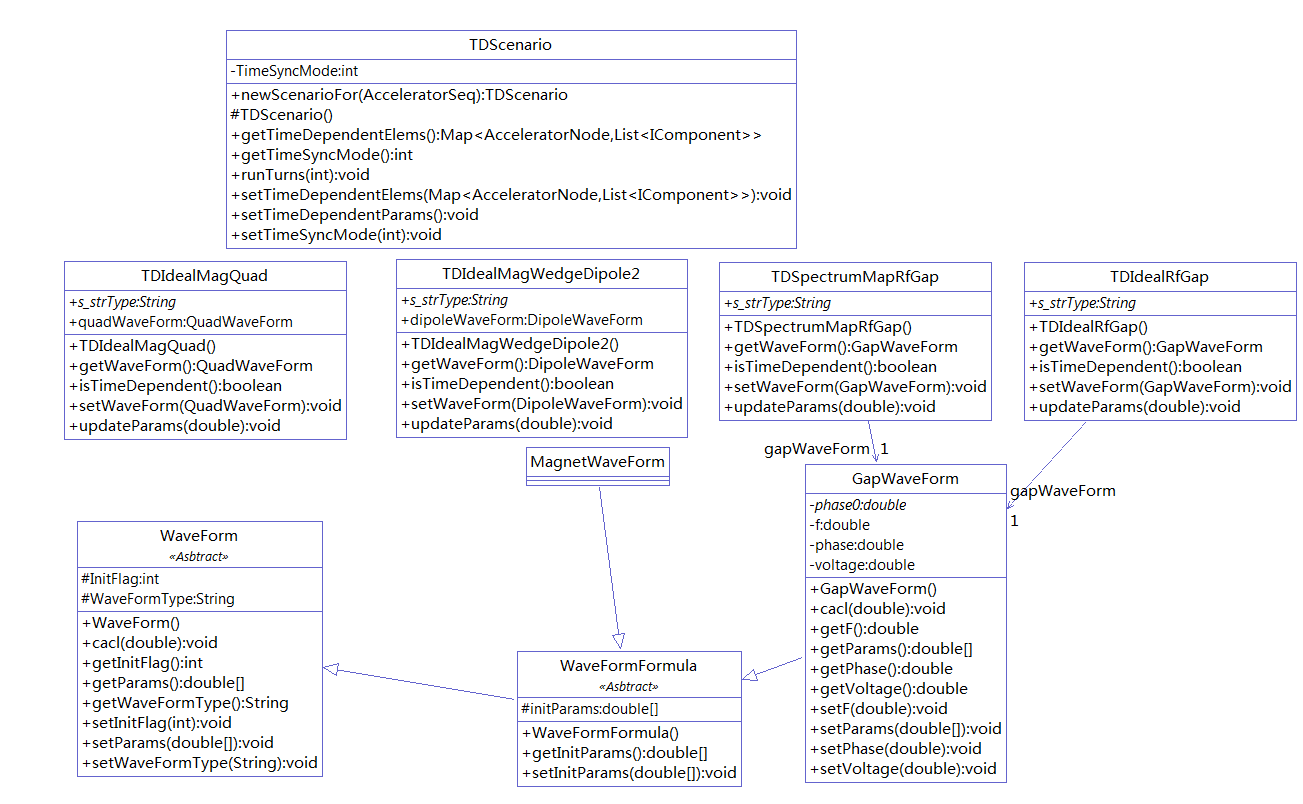 TDScenario
-TimeSyncMode:int
+newScenarioFor(AcceleratorSeq):TDScenario
#TDScenario()
+getTimeDependentElems():Map<AcceleratorNode,List<IComponent>>
+getTimeSyncMode():int
+runTurns(int):void
+setTimeDependentElems(Map<AcceleratorNode,List<IComponent>>):void
+setTimeDependentParams():void
+setTimeSyncMode(int):void
TDIdealMagQuad
+s_strType:String
+quadWaveForm:QuadWaveForm
+TDIdealMagQuad()
+getWaveForm():QuadWaveForm
+isTimeDependent():boolean
+setWaveForm(QuadWaveForm):void
+updateParams(double):void
TDIdealMagWedgeDipole2
+s_strType:String
+dipoleWaveForm:DipoleWaveForm
+TDIdealMagWedgeDipole2()
+getWaveForm():DipoleWaveForm
+isTimeDependent():boolean
+setWaveForm(DipoleWaveForm):void
+updateParams(double):void
TDSpectrumMapRfGap
+s_strType:String
+TDSpectrumMapRfGap()
+getWaveForm():GapWaveForm
+isTimeDependent():boolean
+setWaveForm(GapWaveForm):void
+updateParams(double):void
TDIdealRfGap
+s_strType:String
+TDIdealRfGap()
+getWaveForm():GapWaveForm
+isTimeDependent():boolean
+setWaveForm(GapWaveForm):void
+updateParams(double):void
gapWaveForm 1
gapWaveForm
1
MagnetWaveForm
GapWaveForm
-phase0:double
-f:double
-phase:double
-voltage:double
+GapWaveForm()
+cacl(double):void
+getF():double
+getParams():double[]
+getPhase():double
+getVoltage():double
+setF(double):void
+setParams(double[]):void
+setPhase(double):void
+setVoltage(double):void
WaveForm
«Asbtract»
#InitFlag:int
#WaveFormType:String
+WaveForm()
+cacl(double):void
+getInitFlag():int
+getParams():double[]
+getWaveFormType():String
+setInitFlag(int):void
+setParams(double[]):void
+setWaveFormType(String):void
WaveFormFormula
«Asbtract»
#initParams:double[]
+WaveFormFormula()
+getInitParams():double[]
+setInitParams(double[]):void